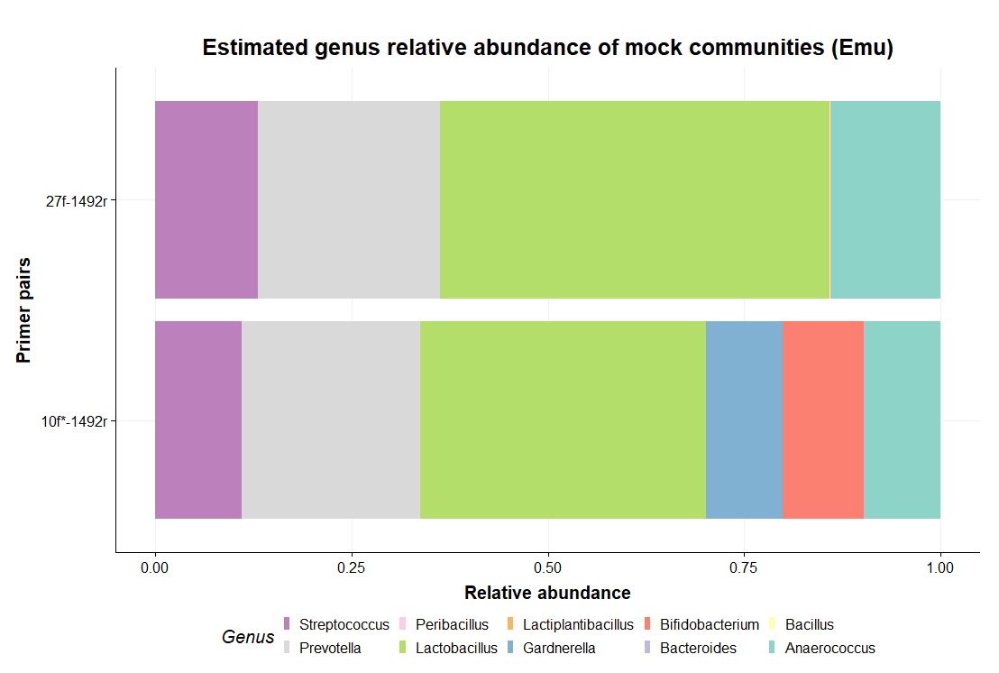 Estimated genus relative abundance of mock communities (Emu)
Primer pairs
27f-1492r
10f*-1492r
0.00 0.25 0.50 0.75 1.00
Relative abundance
Genus
Streptococcus Peribacillus Lactiplantibacillus Bifidobacterium Bacillus
Prevotella Lactobacillus Gardnerella Bacteroides Anaerococcus